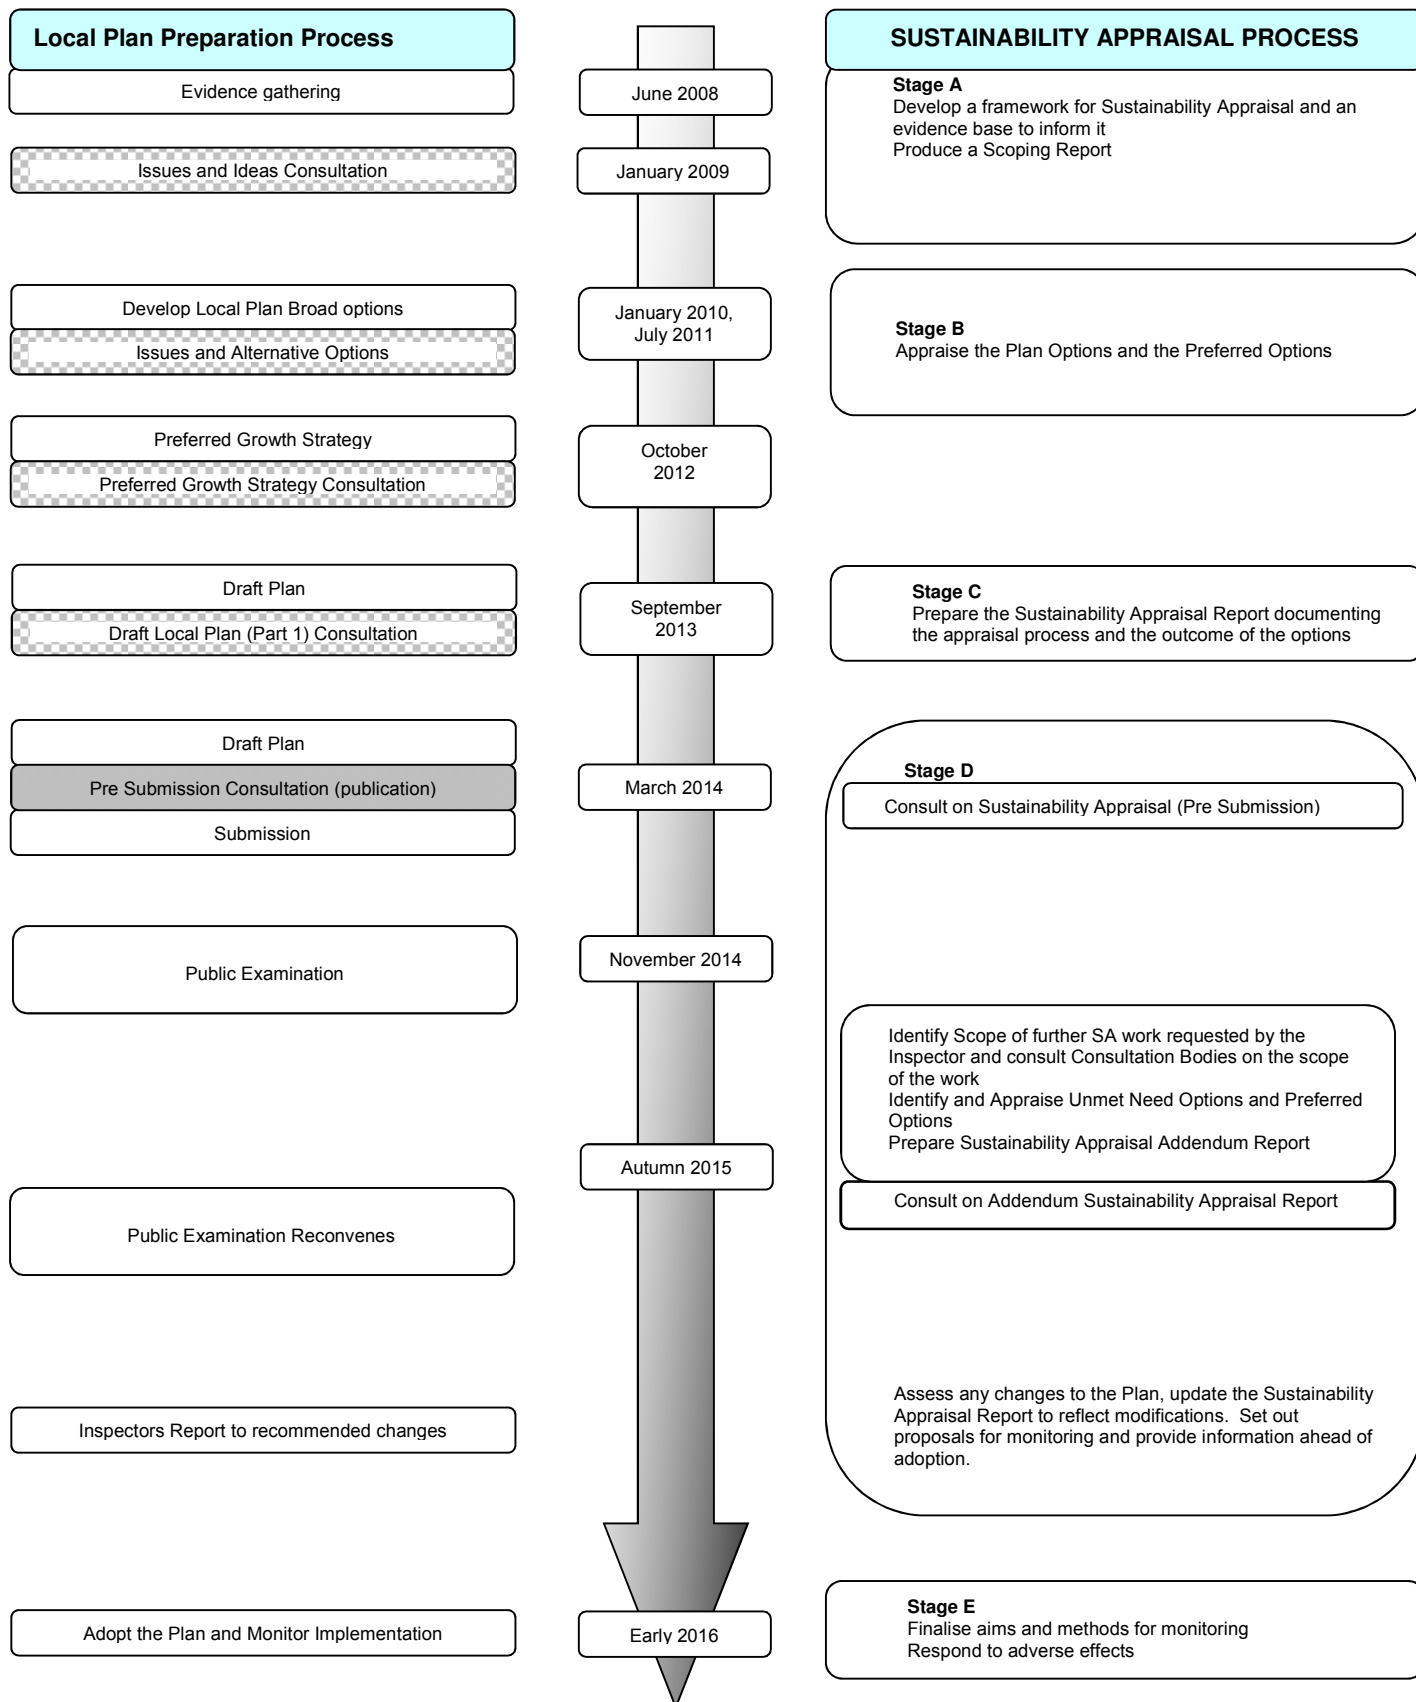 Local Plan Preparation Process
SUSTAINABILITY APPRAISAL PROCESS
Evidence gathering
June 2008
Stage A
Develop a framework for Sustainability Appraisal and an
evidence base to inform it
Produce a Scoping Report
Issues and Ideas Consultation
January 2009
Develop Local Plan Broad options
Issues and Alternative Options
January 2010,
July 2011
Stage B
Appraise the Plan Options and the Preferred Options
Preferred Growth Strategy
Preferred Growth Strategy Consultation
October
2012
Draft Plan
Draft Local Plan (Part 1) Consultation
September
2013
Stage C
Prepare the Sustainability Appraisal Report documenting
the appraisal process and the outcome of the options
Draft Plan
Pre Submission Consultation (publication)
Submission
March 2014
Stage D
Consult on Sustainability Appraisal (Pre Submission)
Public Examination
November 2014
Identify Scope of further SA work requested by the
Inspector and consult Consultation Bodies on the scope
of the work
Identify and Appraise Unmet Need Options and Preferred
Options
Prepare Sustainability Appraisal Addendum Report
Autumn 2015
Consult on Addendum Sustainability Appraisal Report
Public Examination Reconvenes
Assess any changes to the Plan, update the Sustainability
Appraisal Report to reflect modifications.  Set out
proposals for monitoring and provide information ahead of
adoption.
Inspectors Report to recommended changes
Adopt the Plan and Monitor Implementation
Early 2016
Stage E
Finalise aims and methods for monitoring
Respond to adverse effects